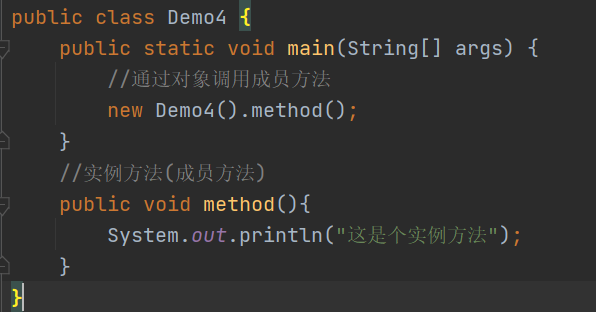 public class Demo4 {
    public static void main(String[] args) {
        //通过对象调用成员方法
        new Demo4().method();
    }
    //实例方法(成员方法)
    public void method(){
        System.out.println("这是个实例方法");
    }
}